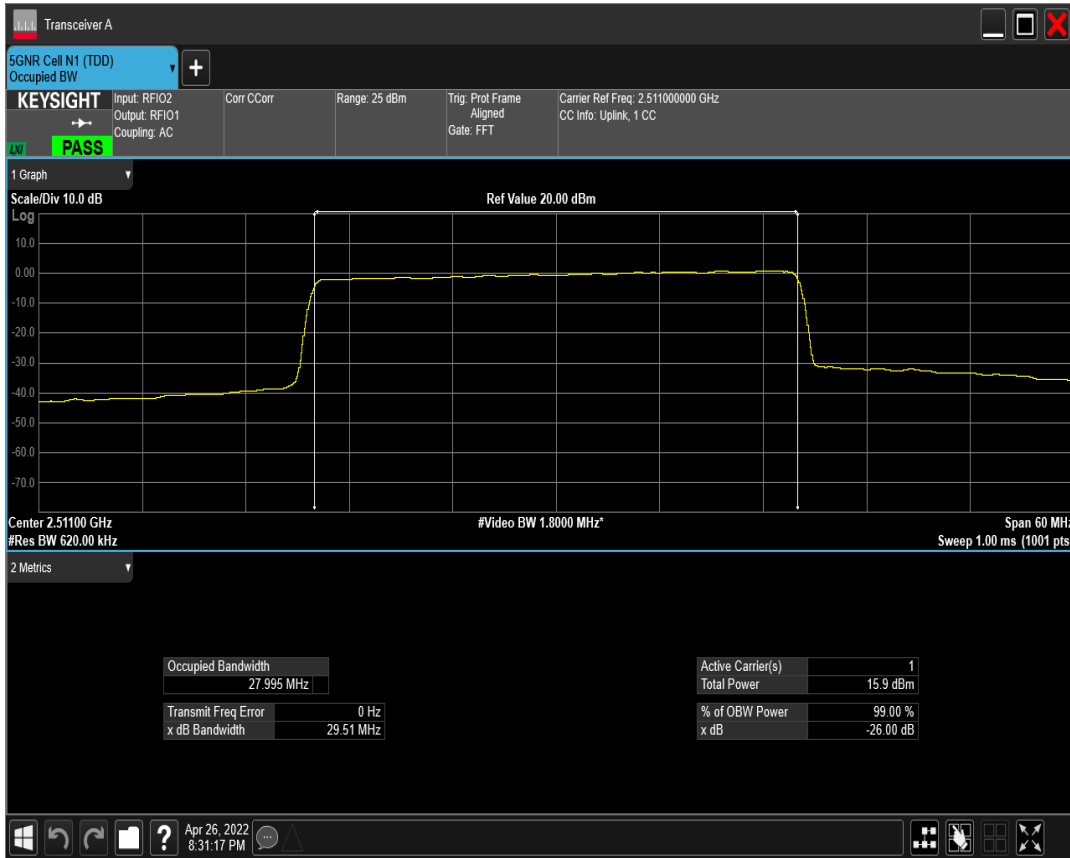 Transceiver A
5GNR Cell N1 (TDD)
Occupied BW
+
KEYSIGHT
LXI
PASS
Input: RFIO2
Output: RFIO1
Coupling: AC
Corr CCorr
Range: 25 dBm
Trig: Prot Frame
Aligned
Gate: FFT
Carrier Ref Freq: 2.511000000 GHz
CC Info: Uplink, 1 CC
1 Graph
Scale/Div 10.0 dB
Ref Value 20.00 dBm
Log
10.0
0.00
-10.0
-20.0
-30.0
-40.0
-50.0
-60.0
-70.0
Center 2.51100 GHz
#Video BW 1.8000 MHz*
Span 60 MHz
#Res BW 620.00 kHz
Sweep 1.00 ms (1001 pts
2 Metrics
Occupied Bandwidth
27.995 MHz
Transmit Freq Error 0 Hz
x dB Bandwidth 29.51 MHz
Active Carrier(s) 1
Total Power 15.9 dBm
% of OBW Power 99.00 %
x dB -26.00 dB
?
Apr 26, 2022
8:31:17 PM